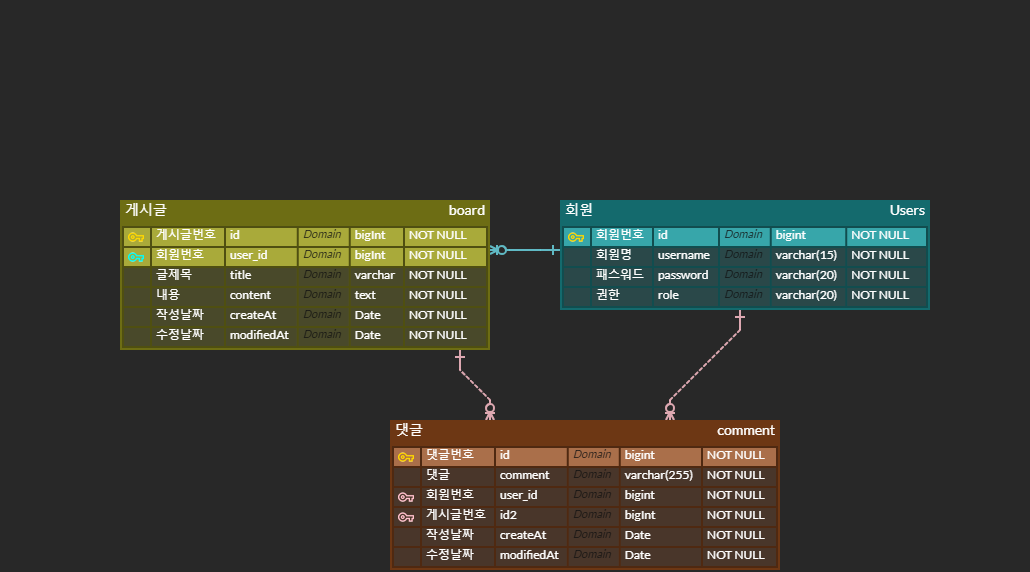 게시글 board
게시글번호 id Domain bigInt NOT NULL
회원번호 user_id Domain bigInt NOT NULL
글제목 title Domain varchar NOT NULL
내용 content Domain text NOT NULL
작성날짜 createAt Domain Date NOT NULL
수정날짜 modifiedAt Domain Date NOT NULL
회원 Users
회원번호 id Domain bigint NOT NULL
회원명 username Domain varchar(15) NOT NULL
패스워드 password Domain varchar(20) NOT NULL
권한 role Domain varchar(20) NOT NULL
댓글 comment
댓글번호 id Domain bigint NOT NULL
댓글 comment Domain varchar(255) NOT NULL
회원번호 user_id Domain bigint NOT NULL
게시글번호 id2 Domain bigInt NOT NULL
작성날짜 createAt Domain Date NOT NULL
수정날짜 modifiedAt Domain Date NOT NULL